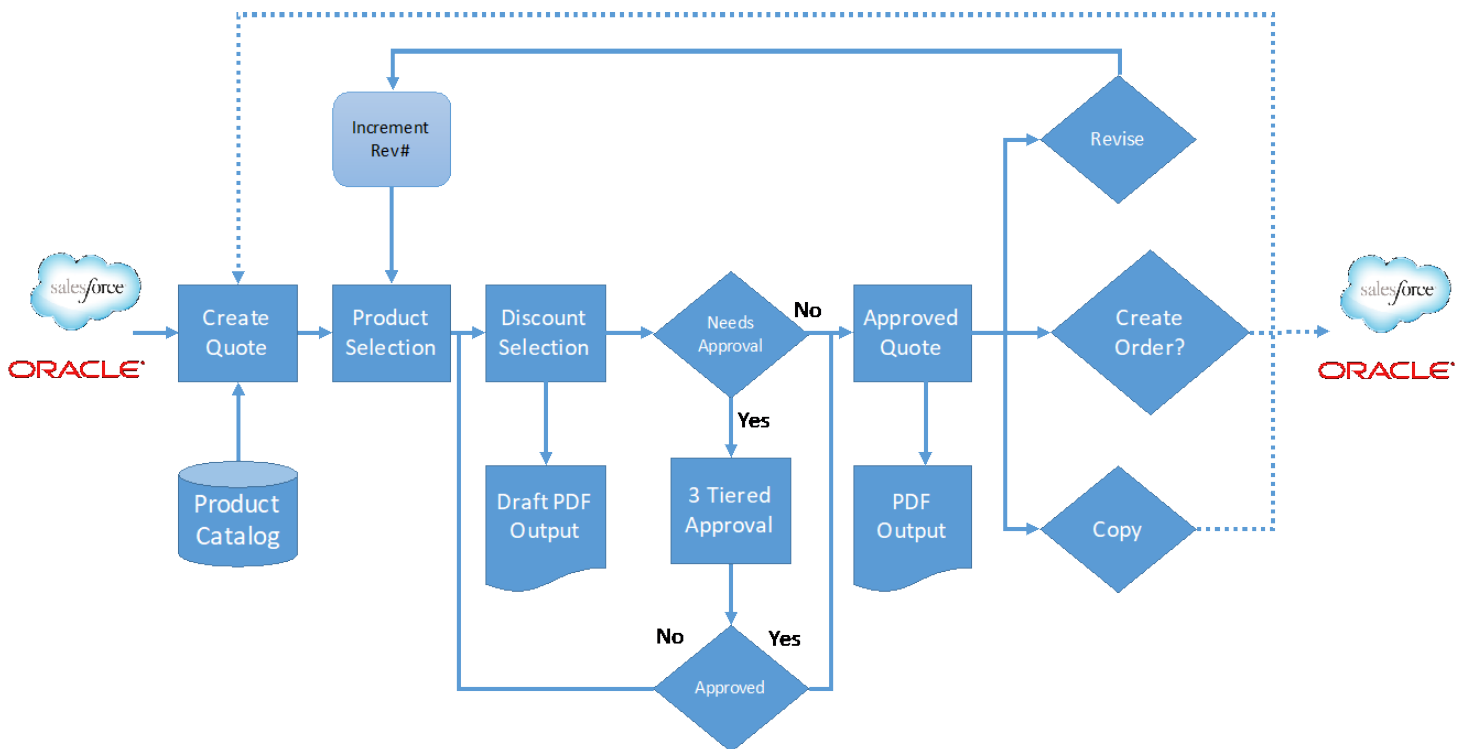 Increment
Rev#
Revise
salesforce
ORACLE
Create
Quote
Product
Selection
Discount
Selection
Needs
Approval
No
Approved
Quote
Create
Order?
salesforce
ORACLE
Yes
Product
Catalog
Draft PDF
Output
3 Tiered
Approval
PDF
Output
Copy
No
Yes
Approved